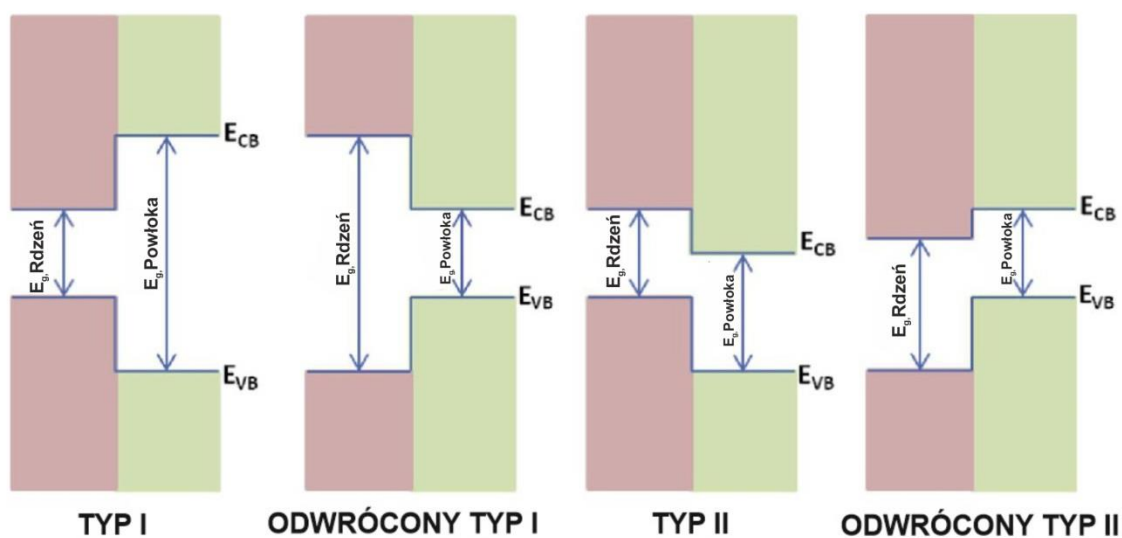 E_CB
E_g,Rdzeń
E_g,Powłoka
E_VB
TYP I
E_g,Rdzeń
E_g,Powłoka
E_CB
E_VB
ODWRÓCONY TYP I
E_g,Rdzeń
E_g,Powłoka
E_CB
E_VB
TYP II
E_g,Rdzeń
E_g,Powłoka
E_CB
E_VB
ODWRÓCONY TYP II